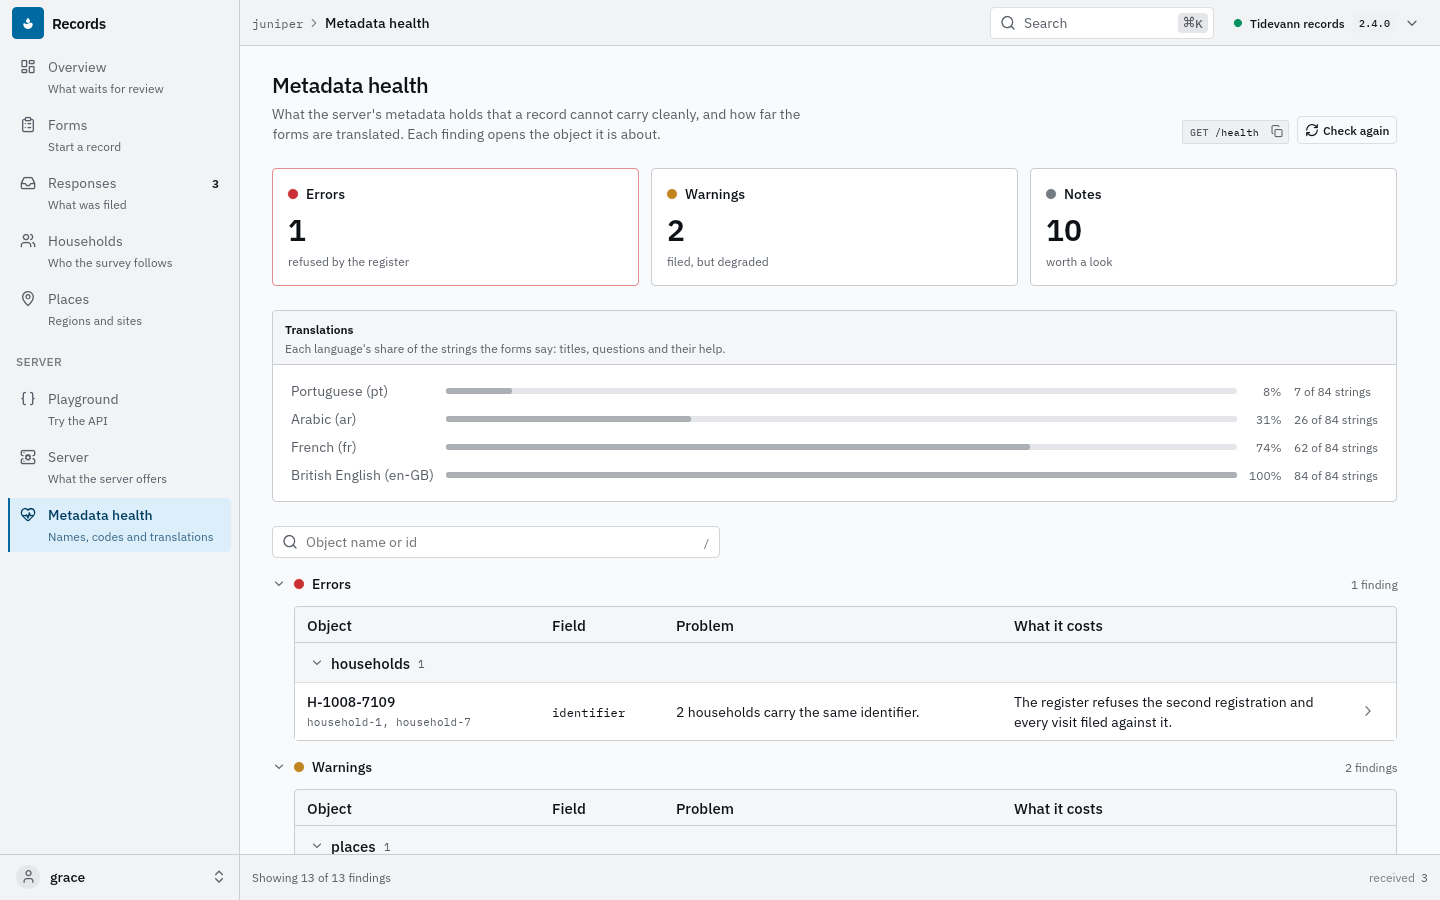 Records
juniper > Metadata health
Search
⌘K
Tidevann records
2.4.0
Overview
What waits for review
Forms
Start a record
Responses
3
What was filed
Households
Who the survey follows
Places
Regions and sites
SERVER
Playground
Try the API
Server
What the server offers
Metadata health
Names, codes and translations
grace
Metadata health
What the server's metadata holds that a record cannot carry cleanly, and how far the
forms are translated. Each finding opens the object it is about.
GET /health
Check again
Errors
1
refused by the register
Warnings
2
filed, but degraded
Notes
10
worth a look
Translations
Each language's share of the strings the forms say: titles, questions and their help.
Portuguese (pt) 8% 7 of 84 strings
Arabic (ar) 31% 26 of 84 strings
French (fr) 74% 62 of 84 strings
British English (en-GB) 100% 84 of 84 strings
Object name or id
/
Errors
1 finding
Object Field Problem What it costs
households 1
H-1008-7109
household-1, household-7
identifier
2 households carry the same identifier.
The register refuses the second registration and
every visit filed against it.
Warnings
2 findings
Object Field Problem What it costs
places 1
Showing 13 of 13 findings
received 3